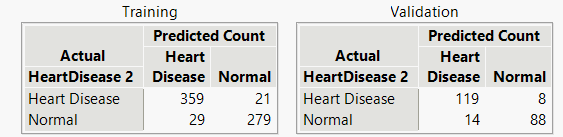 Training
Predicted Count
Actual Heart
HeartDisease 2 Disease Normal
Heart Disease 359 21
Normal 29 279
Validation
Predicted Count
Actual Heart
HeartDisease 2 Disease Normal
Heart Disease 119 8
Normal 14 88